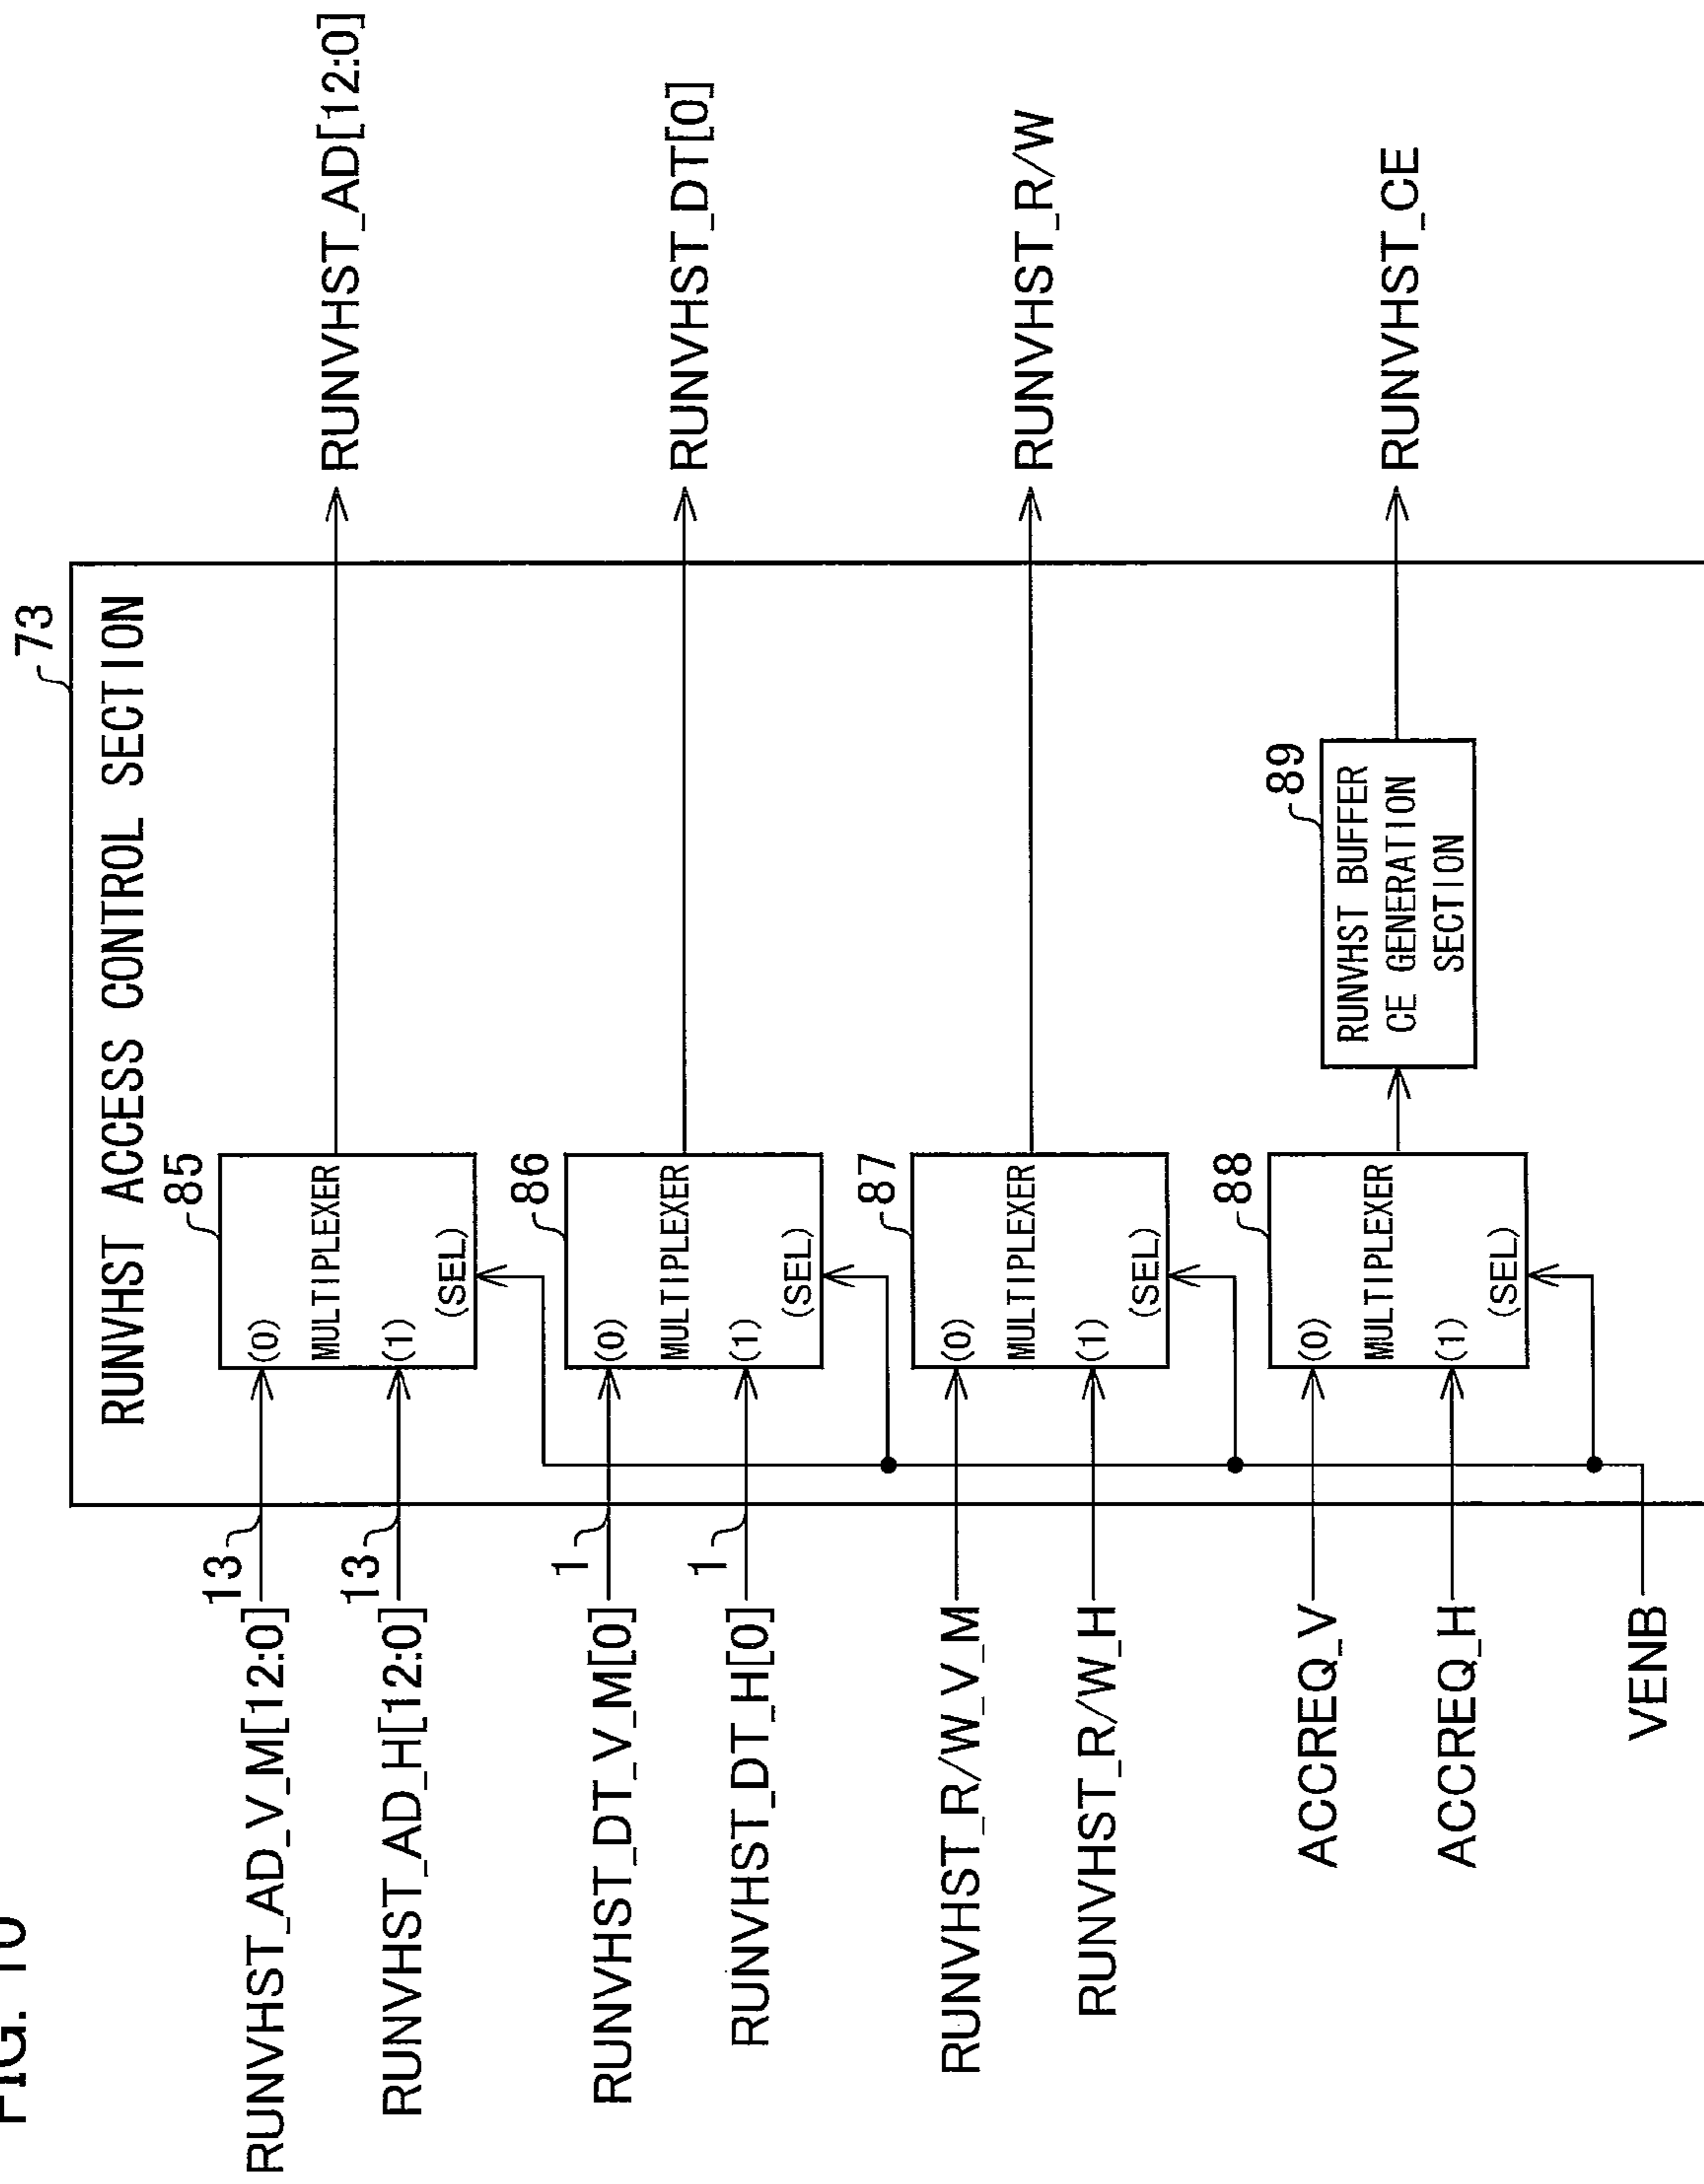 FIG. 10
73
RUNVHST ACCESS CONTROL SECTION
RUNVHST_AD_V_M[12:0]
13
(0)
85
MULTIPLEXER
RUNVHST_AD_H[12:0]
13
(1)
(SEL)
RUNVHST_AD[12:0]
RUNVHST_DT_V_M[0]
1
(0)
86
MULTIPLEXER
RUNVHST_DT_H[0]
1
(1)
(SEL)
RUNVHST_DT[0]
RUNVHST_R/W_V_M
(0)
87
MULTIPLEXER
RUNVHST_R/W_H
(1)
(SEL)
RUNVHST_R/W
ACCREQ_V
(0)
88
MULTIPLEXER
ACCREQ_H
(1)
(SEL)
89
RUNVHST BUFFER
CE GENERATION
SECTION
RUNVHST_CE
VENB